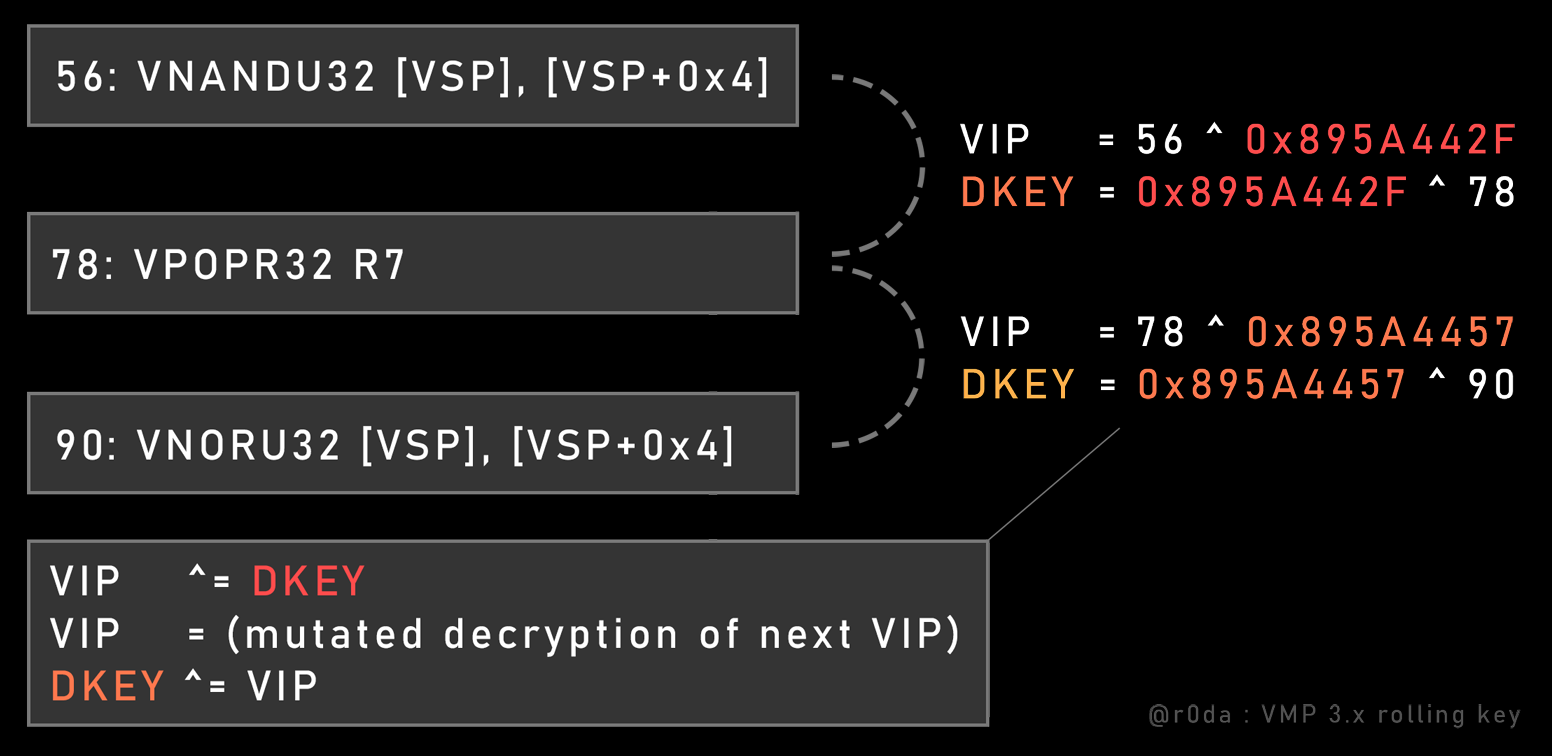 56: VNANDU32 [VSP], [VSP+0x4]
VIP = 56 ^ 0x895A442F
DKEY = 0x895A442F ^ 78
78: VPOPR32 R7
VIP = 78 ^ 0x895A4457
DKEY = 0x895A4457 ^ 90
90: VNORU32 [VSP], [VSP+0x4]
VIP ^= DKEY
VIP = (mutated decryption of next VIP)
DKEY ^= VIP
@r0da : VMP 3.x rolling key